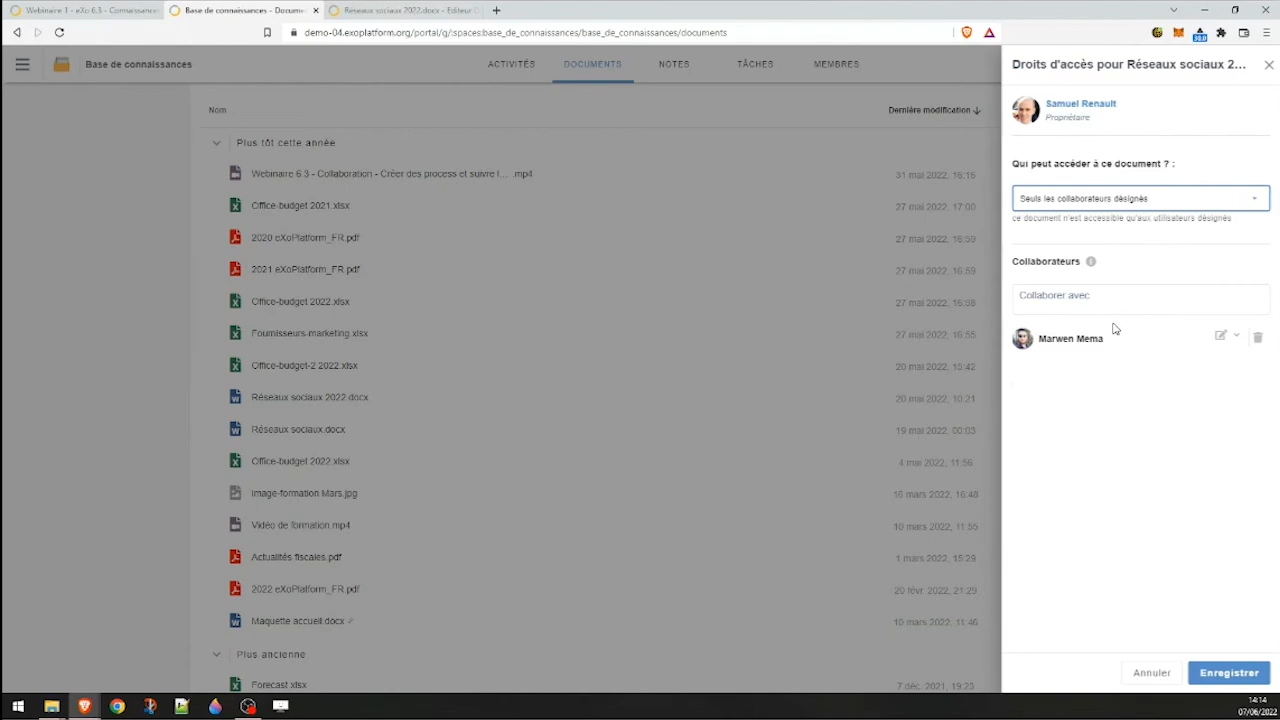 Webinaire 1 - eXo 6.3 - Connaissances
Base de connaissances - Docume
Réseaux sociaux 2022.docx - Editeur
demo-04.exoplatform.org/portal/g/:spaces:base_de_connaissances/base_de_connaissances/documents
Base de connaissances
ACTIVITÉS
DOCUMENTS
NOTES
TÂCHES
MEMBRES
Nom
Dernière modification
Plus tôt cette année
Webinaire 6.3 - Collaboration - Créer des process et suivre l... .mp4
31 mai 2022, 16:16
Office-budget 2021.xlsx
27 mai 2022, 17:00
2020 eXoPlatform_FR.pdf
27 mai 2022, 16:59
2021 eXoPlatform_FR.pdf
27 mai 2022, 16:59
Office-budget 2022.xlsx
27 mai 2022, 16:58
Fournisseurs-marketing.xlsx
27 mai 2022, 16:55
Office-budget-2 2022.xlsx
20 mai 2022, 15:42
Réseaux sociaux 2022.docx
20 mai 2022, 10:21
Réseaux sociaux.docx
19 mai 2022, 00:03
Office-budget 2022.xlsx
4 mai 2022, 11:56
Image-formation Mars.jpg
16 mars 2022, 16:48
Vidéo de formation.mp4
10 mars 2022, 11:55
Actualités fiscales.pdf
1 mars 2022, 15:29
2022 eXoPlatform_FR.pdf
20 févr. 2022, 21:29
Maquette accueil.docx
10 mars 2022, 11:46
Plus ancienne
Forecast xlsx
7 déc. 2021, 19:23
Droits d'accès pour Réseaux sociaux 2...
Samuel Renault
Propriétaire
Qui peut accéder à ce document ? :
Seuls les collaborateurs désignés
ce document n'est accessible qu'aux utilisateurs désignés
Collaborateurs
Collaborer avec
Marwen Mema
Annuler
Enregistrer
14:14
07/06/2022